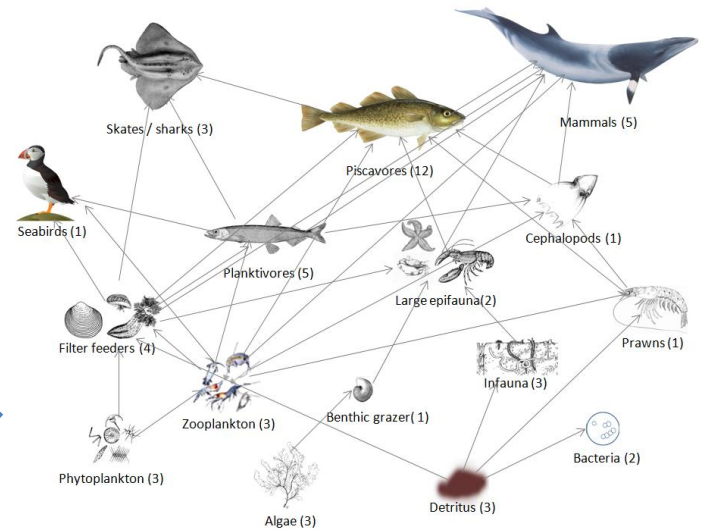 Skates / sharks (3)
Mammals (5)
Piscavores (12)
Seabirds (1)
Cephalopods (1)
Planktivores (5)
Large epifauna(2)
Filter feeders (4)
Prawns (1)
Infauna (3)
Zooplankton (3)
Benthic grazer( 1)
Phytoplankton (3)
Bacteria (2)
Detritus (3)
Algae (3)